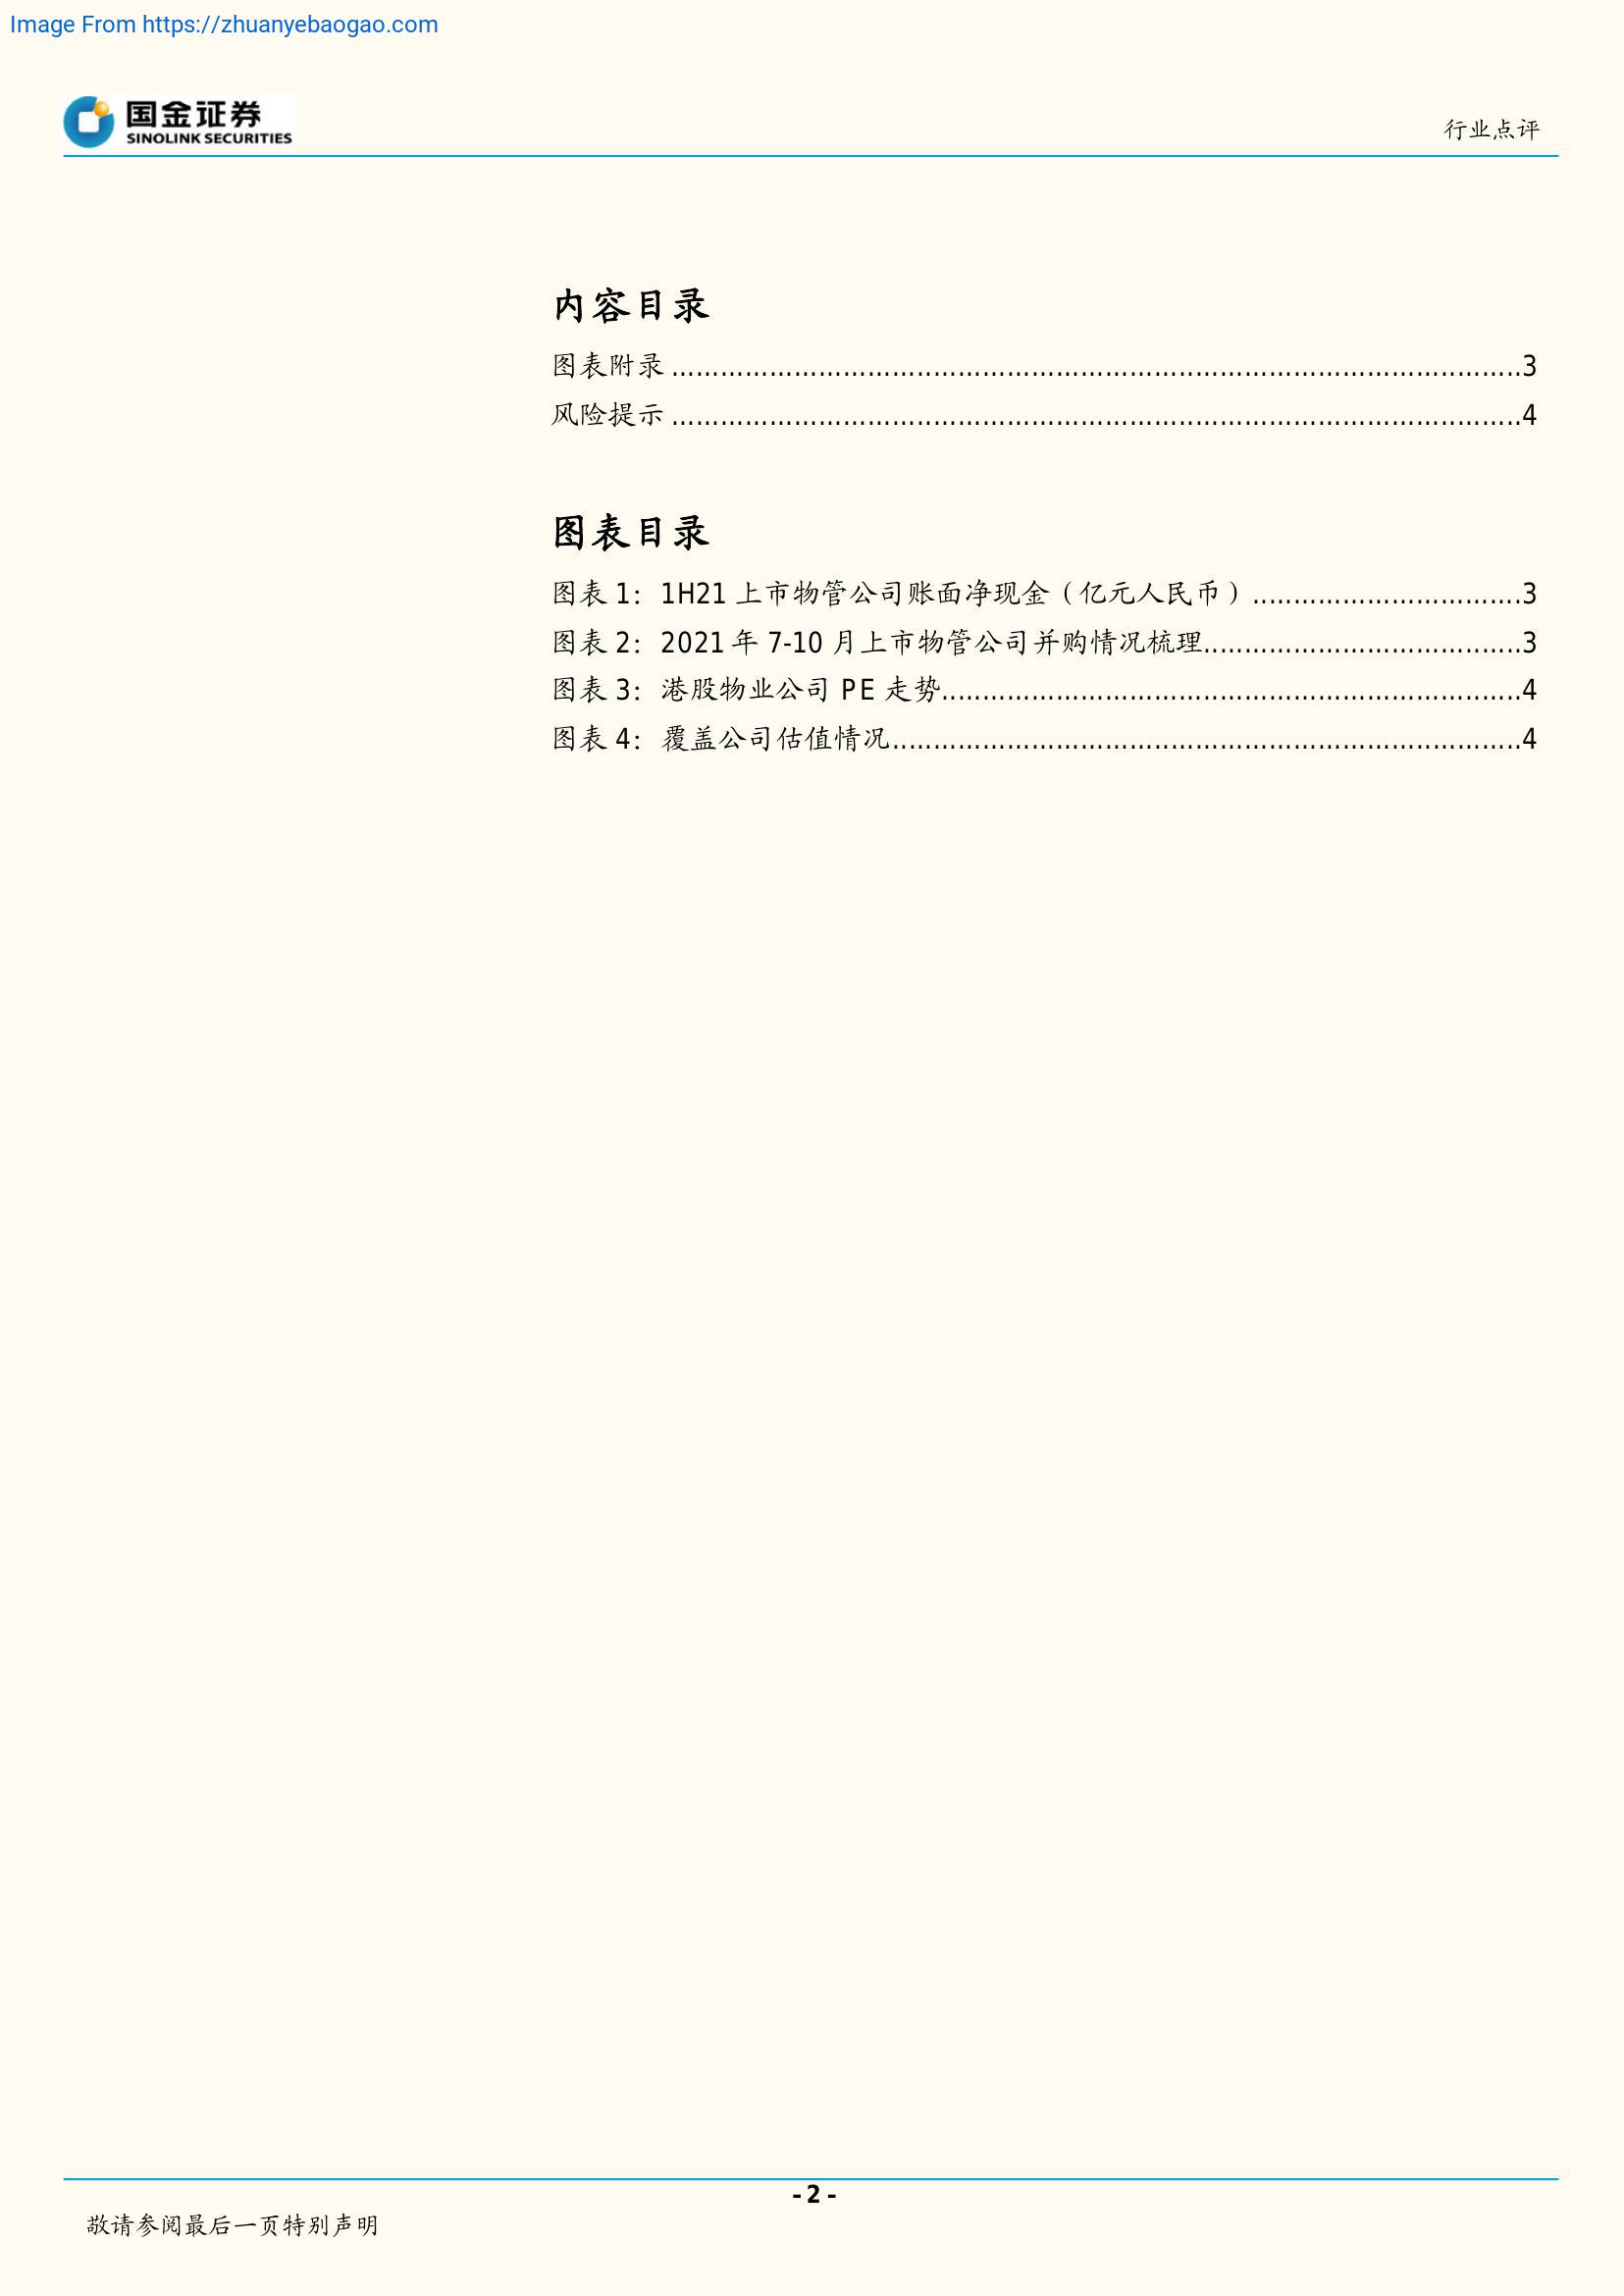 Image From https://zhuanyebaogao.com
国金证券
SINOLINK SECURITIES
行业点评
内容目录
图表附录 ........................................................................................................3
风险提示 ........................................................................................................4
图表目录
图表 1：1H21 上市物管公司账面净现金（亿元人民币）.................................3
图表 2：2021 年 7-10 月上市物管公司并购情况梳理.......................................3
图表 3：港股物业公司 PE 走势.......................................................................4
图表 4：覆盖公司估值情况.............................................................................4
- 2 -
敬请参阅最后一页特别声明